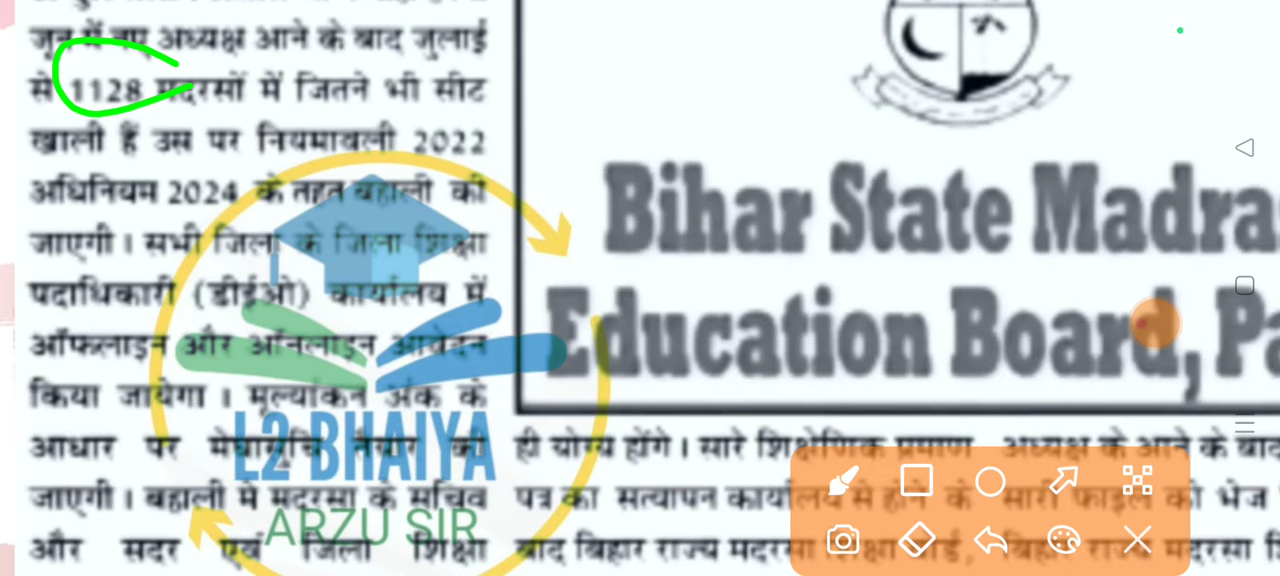 जून में नए अध्यक्ष आने के बाद जुलाई
से 1128 मदरसों में जितने भी सीट
खाली हैं उस पर नियमावली 2022
अधिनियम 2024 के तहत बहाली की
जाएगी । सभी जिला के जिला शिक्षा
पदाधिकारी (डीईओ) कार्यालय में
ऑफलाइन और ऑनलाइन आवेदन
किया जायेगा । मूल्यांकन अंक के
आधार पर मेधासूचि तैयार की
जाएगी । बहाली में मदरसा के सचिव
और सदर एवं जिला शिक्षा
Bihar State Madra
Education Board, Pa
ही योग्य होंगे । सारे शिक्षेणिक प्रमाण
पत्र का सत्यापन कार्यालय से होने के
बाद बिहार राज्य मदरसा शिक्षा बोर्ड,
अध्यक्ष के आने के बाद
सारी फाइल को भेज
बिहार राज्य मदरसा
L2 BHAIYA
ARZU SIR